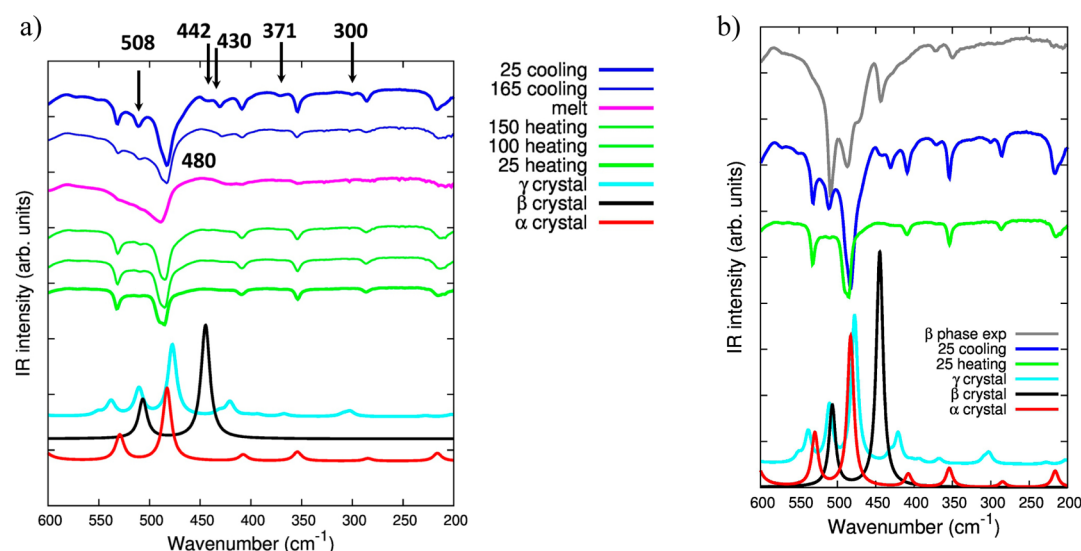 a)
508
442
430
371
300
480
25 cooling
165 cooling
melt
150 heating
100 heating
25 heating
γ crystal
β crystal
α crystal
IR intensity (arb. units)
600 550 500 450 400 350 300 250 200
Wavenumber (cm⁻¹)
b)
β phase exp
25 cooling
25 heating
γ crystal
β crystal
α crystal
IR intensity (arb. units)
600 550 500 450 400 350 300 250 200
Wavenumber (cm⁻¹)